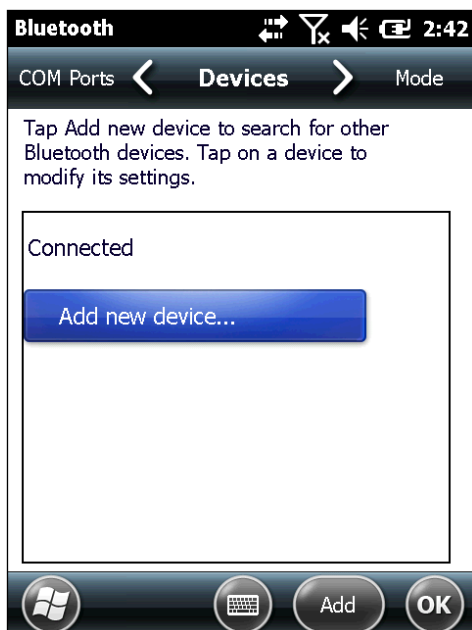 Bluetooth 2:42
COM Ports Devices Mode
Tap Add new device to search for other
Bluetooth devices. Tap on a device to
modify its settings.
Connected
Add new device...
Add OK